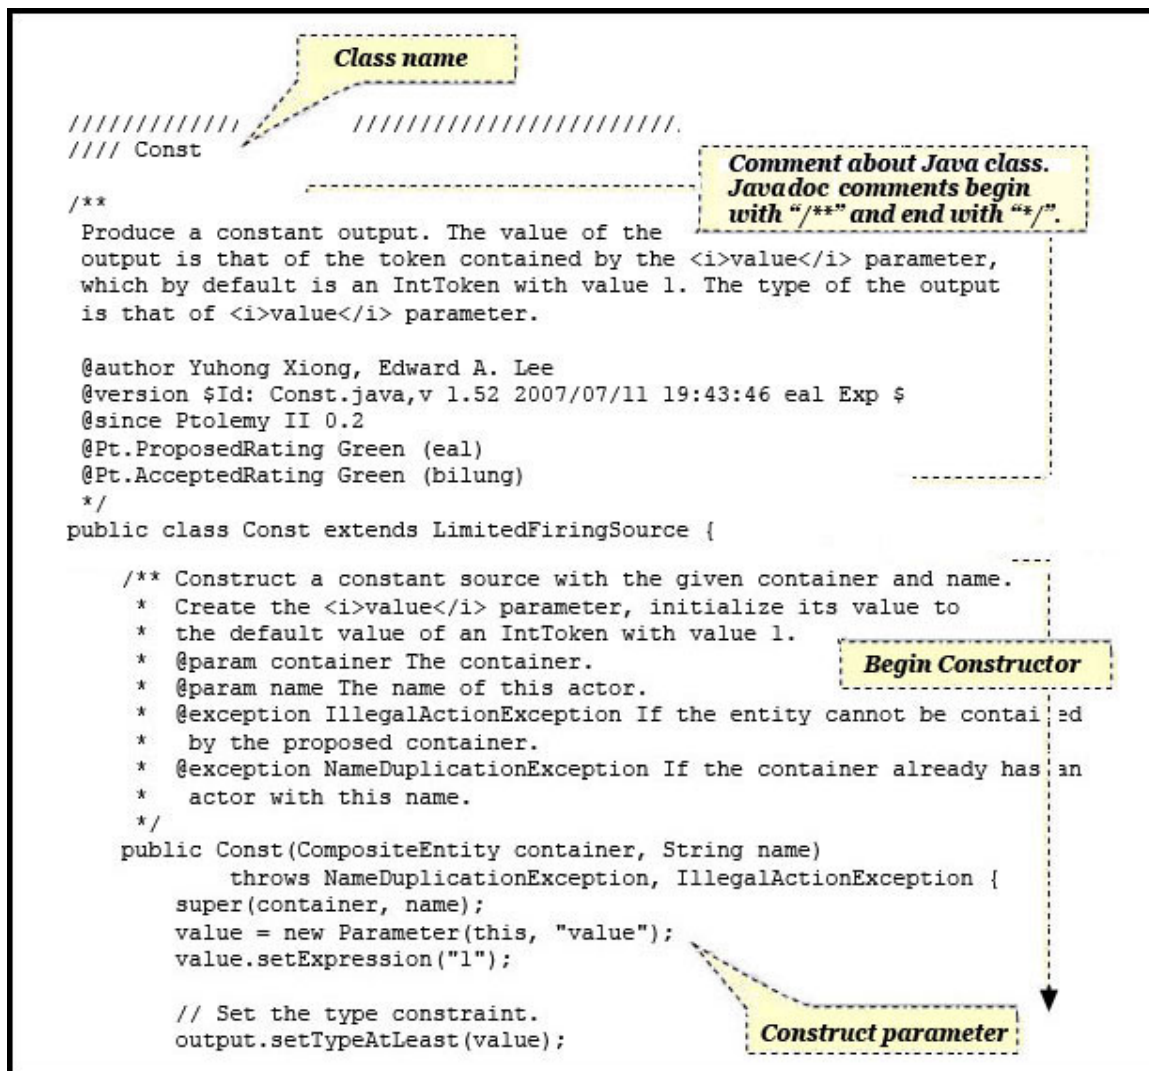 Class name
///////////// /////////////////////////
//// Const
Comment about Java class.
Javadoc comments begin
with “/**” and end with “*/”.
/**
Produce a constant output. The value of the
output is that of the token contained by the <i>value</i> parameter,
which by default is an IntToken with value 1. The type of the output
is that of <i>value</i> parameter.
@author Yuhong Xiong, Edward A. Lee
@version $Id: Const.java,v 1.52 2007/07/11 19:43:46 eal Exp $
@since Ptolemy II 0.2
@Pt.ProposedRating Green (eal)
@Pt.AcceptedRating Green (bilung)
*/
public class Const extends LimitedFiringSource {
/** Construct a constant source with the given container and name.
* Create the <i>value</i> parameter, initialize its value to
* the default value of an IntToken with value 1.
* @param container The container.
Begin Constructor
* @param name The name of this actor.
* @exception IllegalActionException If the entity cannot be contained
* by the proposed container.
* @exception NameDuplicationException If the container already has an
* actor with this name.
*/
public Const(CompositeEntity container, String name)
throws NameDuplicationException, IllegalActionException {
super(container, name);
value = new Parameter(this, "value");
value.setExpression("1");
// Set the type constraint.
output.setTypeAtLeast(value);
Construct parameter